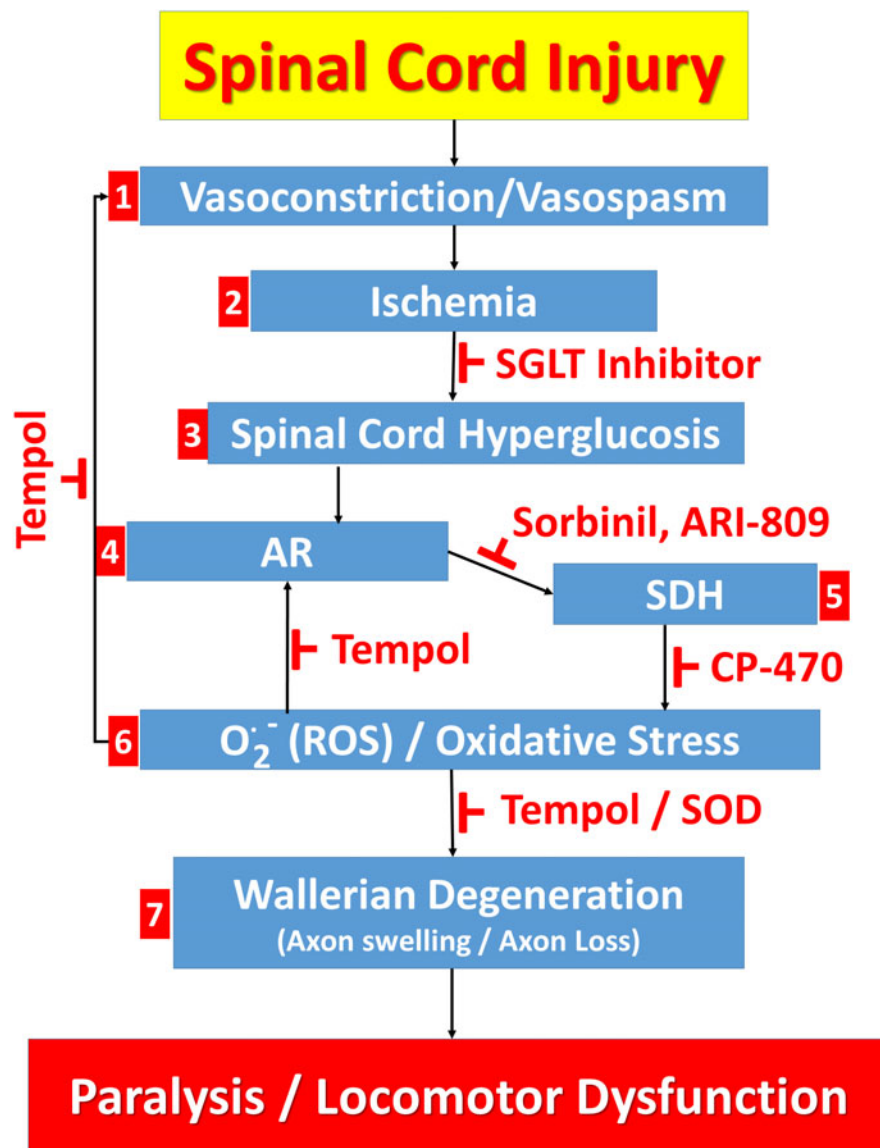 Spinal Cord Injury
1
Vasoconstriction/Vasospasm
2
Ischemia
SGLT Inhibitor
3
Spinal Cord Hyperglucosis
Tempol
Sorbinil, ARI-809
4
AR
SDH
5
Tempol
CP-470
6
O₂·⁻ (ROS) / Oxidative Stress
Tempol / SOD
7
Wallerian Degeneration
(Axon swelling / Axon Loss)
Paralysis / Locomotor Dysfunction